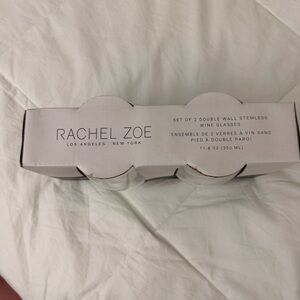 RACHEL ZOE
LOS ANGELES NEW YORK
SET OF 2 DOUBLE WALL STEMLESS
WINE GLASSES
ENSEMBLE DE 2 VERRES À VIN SANS
PIED À DOUBLE PAROI
11.8 OZ (350 ML)